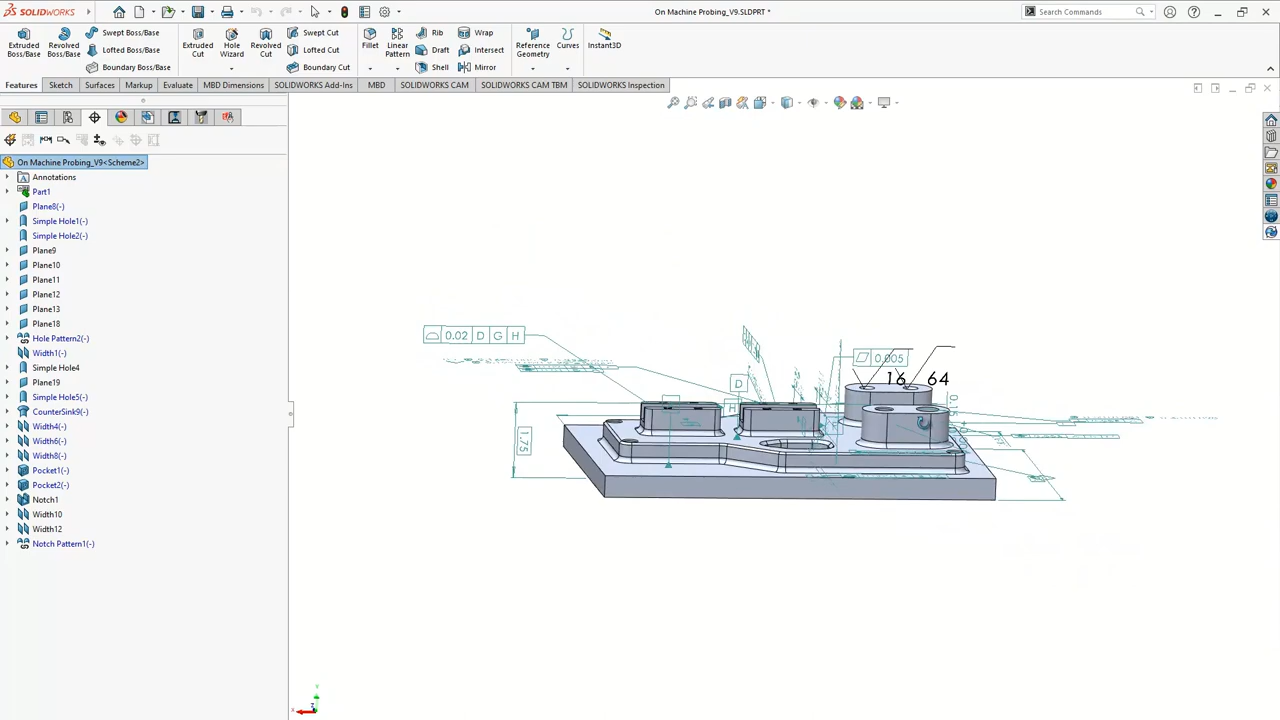 SOLIDWORKS
On Machine Probing_V9.SLDPRT *
Search Commands
Extruded Boss/Base
Revolved Boss/Base
Swept Boss/Base
Lofted Boss/Base
Boundary Boss/Base
Extruded Cut
Hole Wizard
Revolved Cut
Swept Cut
Lofted Cut
Boundary Cut
Fillet
Linear Pattern
Rib
Draft
Shell
Wrap
Intersect
Mirror
Reference Geometry
Curves
Instant3D
Features
Sketch
Surfaces
Markup
Evaluate
MBD Dimensions
SOLIDWORKS Add-Ins
MBD
SOLIDWORKS CAM
SOLIDWORKS CAM TBM
SOLIDWORKS Inspection
On Machine Probing_V9<Scheme2>
Annotations
Part1
Plane8(-)
Simple Hole1(-)
Simple Hole2(-)
Plane9
Plane10
Plane11
Plane12
Plane13
Plane18
Hole Pattern2(-)
Width1(-)
Simple Hole4
Plane19
Simple Hole5(-)
CounterSink9(-)
Width4(-)
Width6(-)
Width8(-)
Pocket1(-)
Pocket2(-)
Notch1
Width10
Width12
Notch Pattern1(-)
0.02 D G H
0.005
16 64
D
H
1.75